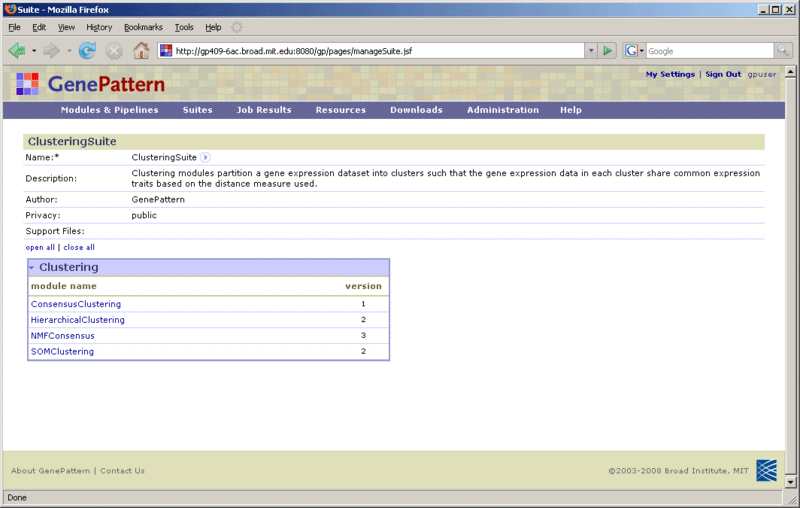 Suite - Mozilla Firefox
File Edit View History Bookmarks Tools Help
http://gp409-6ac.broad.mit.edu:8080/gp/pages/manageSuite.jsf
G Google
GenePattern
My Settings | Sign Out gpuser
Modules & Pipelines Suites Job Results Resources Downloads Administration Help
ClusteringSuite
Name:* ClusteringSuite
Description: Clustering modules partition a gene expression dataset into clusters such that the gene expression data in each cluster share common expression
traits based on the distance measure used.
Author: GenePattern
Privacy: public
Support Files:
open all | close all
Clustering
module name version
ConsensusClustering 1
HierarchicalClustering 2
NMFConsensus 3
SOMClustering 2
About GenePattern | Contact Us ©2003-2008 Broad Institute, MIT
Done